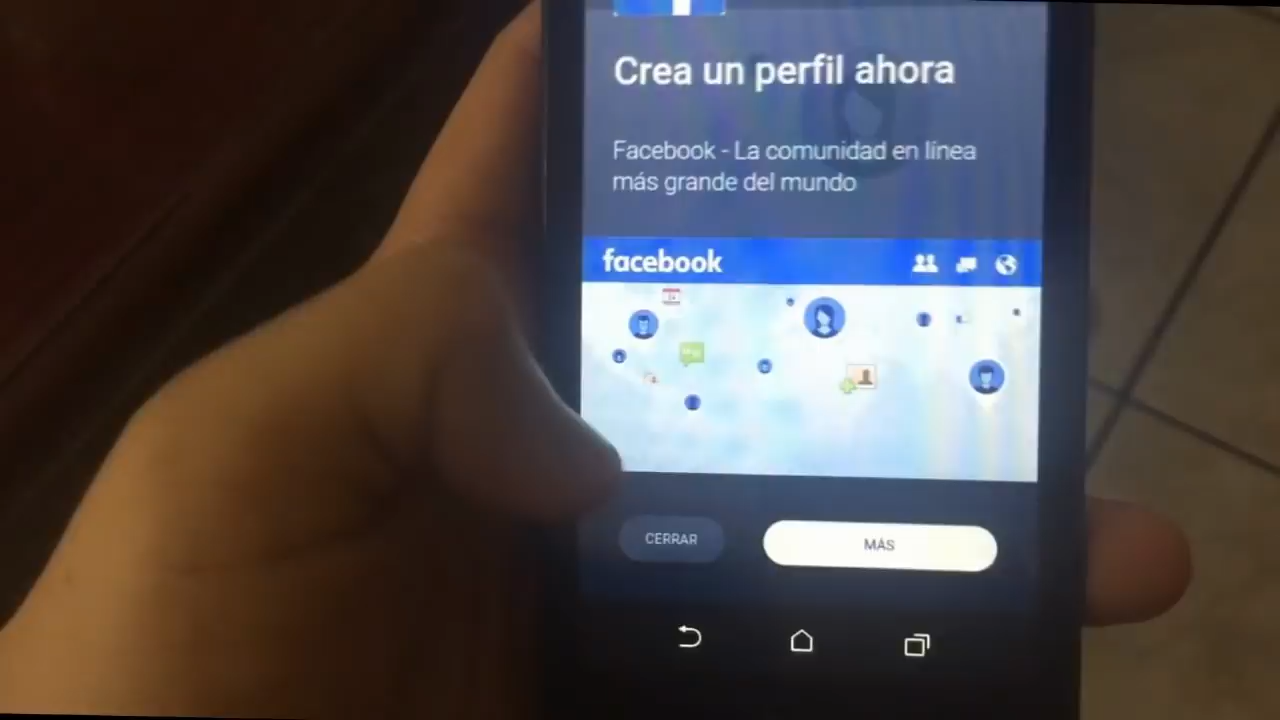 Crea un perfil ahora
Facebook - La comunidad en línea
más grande del mundo
facebook
CERRAR
MÁS